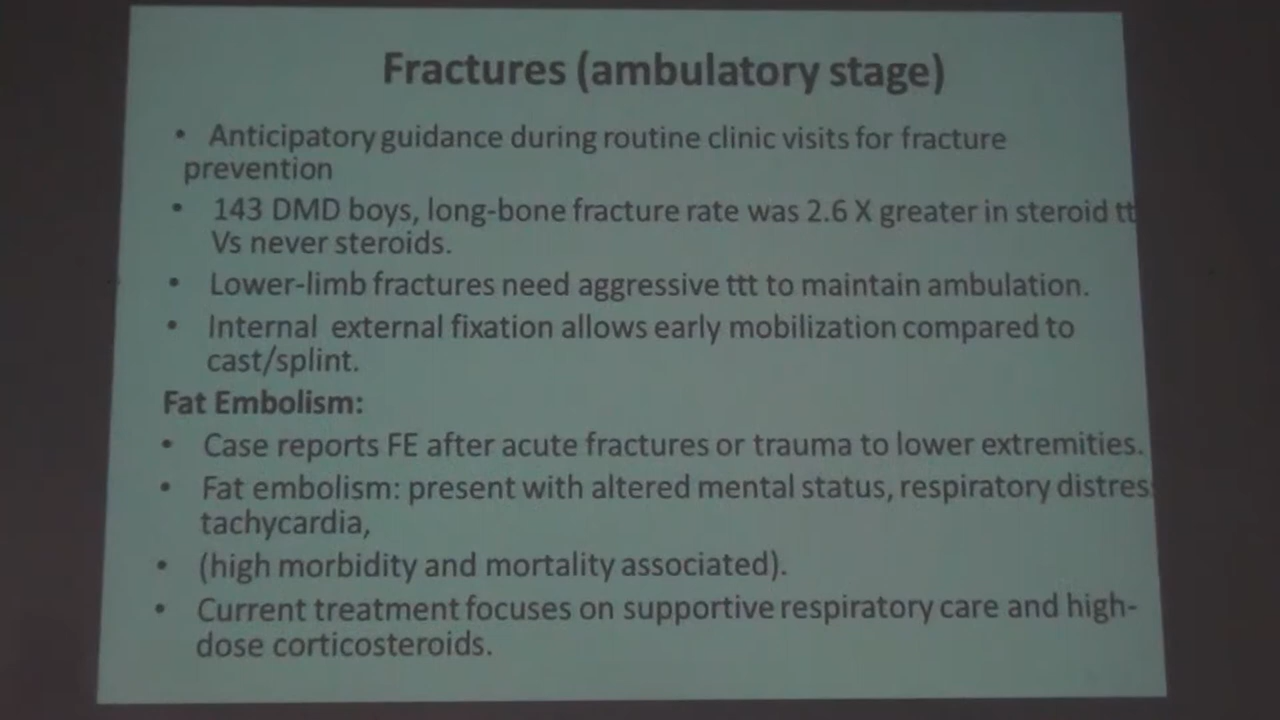 Fractures (ambulatory stage)
• Anticipatory guidance during routine clinic visits for fracture
prevention
• 143 DMD boys, long-bone fracture rate was 2.6 X greater in steroid tt
Vs never steroids.
• Lower-limb fractures need aggressive ttt to maintain ambulation.
• Internal external fixation allows early mobilization compared to
cast/splint.
Fat Embolism:
• Case reports FE after acute fractures or trauma to lower extremities.
• Fat embolism: present with altered mental status, respiratory distres
tachycardia,
• (high morbidity and mortality associated).
• Current treatment focuses on supportive respiratory care and high-
dose corticosteroids.